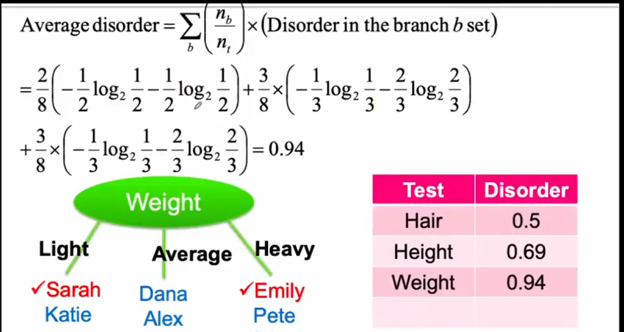 Average disorder = ∑_b (n_b/n_t) × (Disorder in the branch b set)
= 2/8 (−1/2 log₂ 1/2 − 1/2 log₂ 1/2) + 3/8 × (−1/3 log₂ 1/3 − 2/3 log₂ 2/3)
+ 3/8 × (−1/3 log₂ 1/3 − 2/3 log₂ 2/3) = 0.94
Weight
Light Average Heavy
✓Sarah Dana ✓Emily
Katie Alex Pete
Test Disorder
Hair 0.5
Height 0.69
Weight 0.94